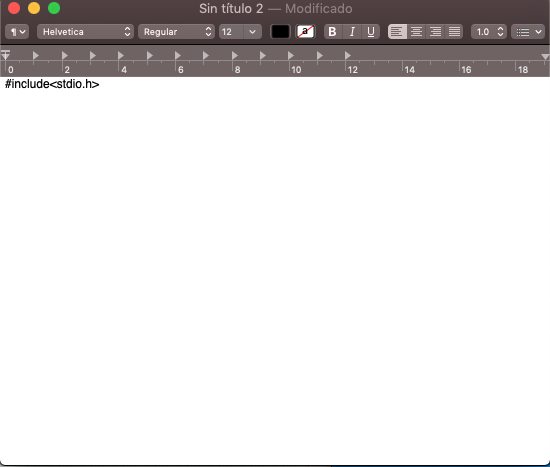 Sin título 2 — Modificado
¶ Helvetica Regular 12 a B I U 1.0
0 2 4 6 8 10 12 14 16 18
#include<stdio.h>